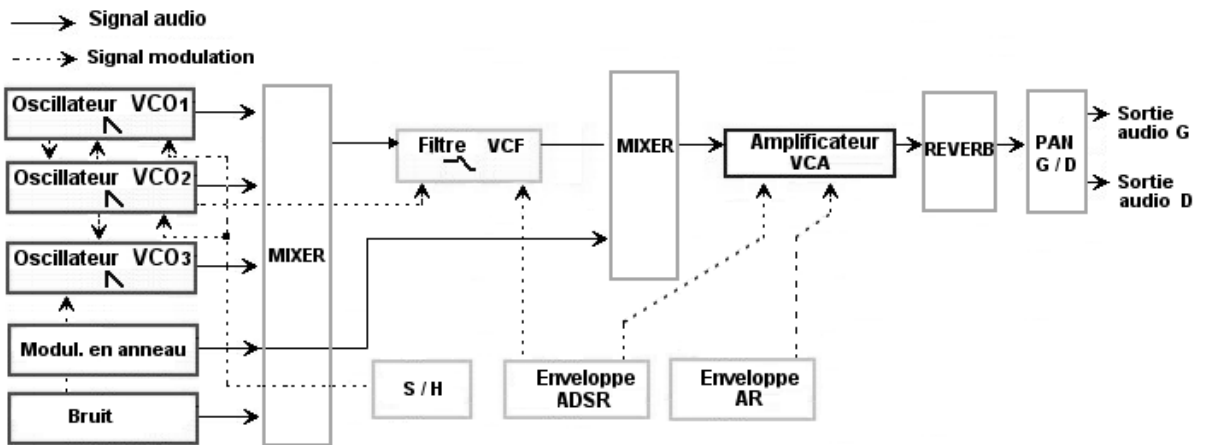 Signal audio
Signal modulation
Oscillateur VCO1
Oscillateur VCO2
Oscillateur VCO3
Modul. en anneau
Bruit
MIXER
Filtre VCF
S / H
Enveloppe
ADSR
MIXER
Enveloppe
AR
Amplificateur
VCA
REVERB
PAN
G / D
Sortie
audio G
Sortie
audio D